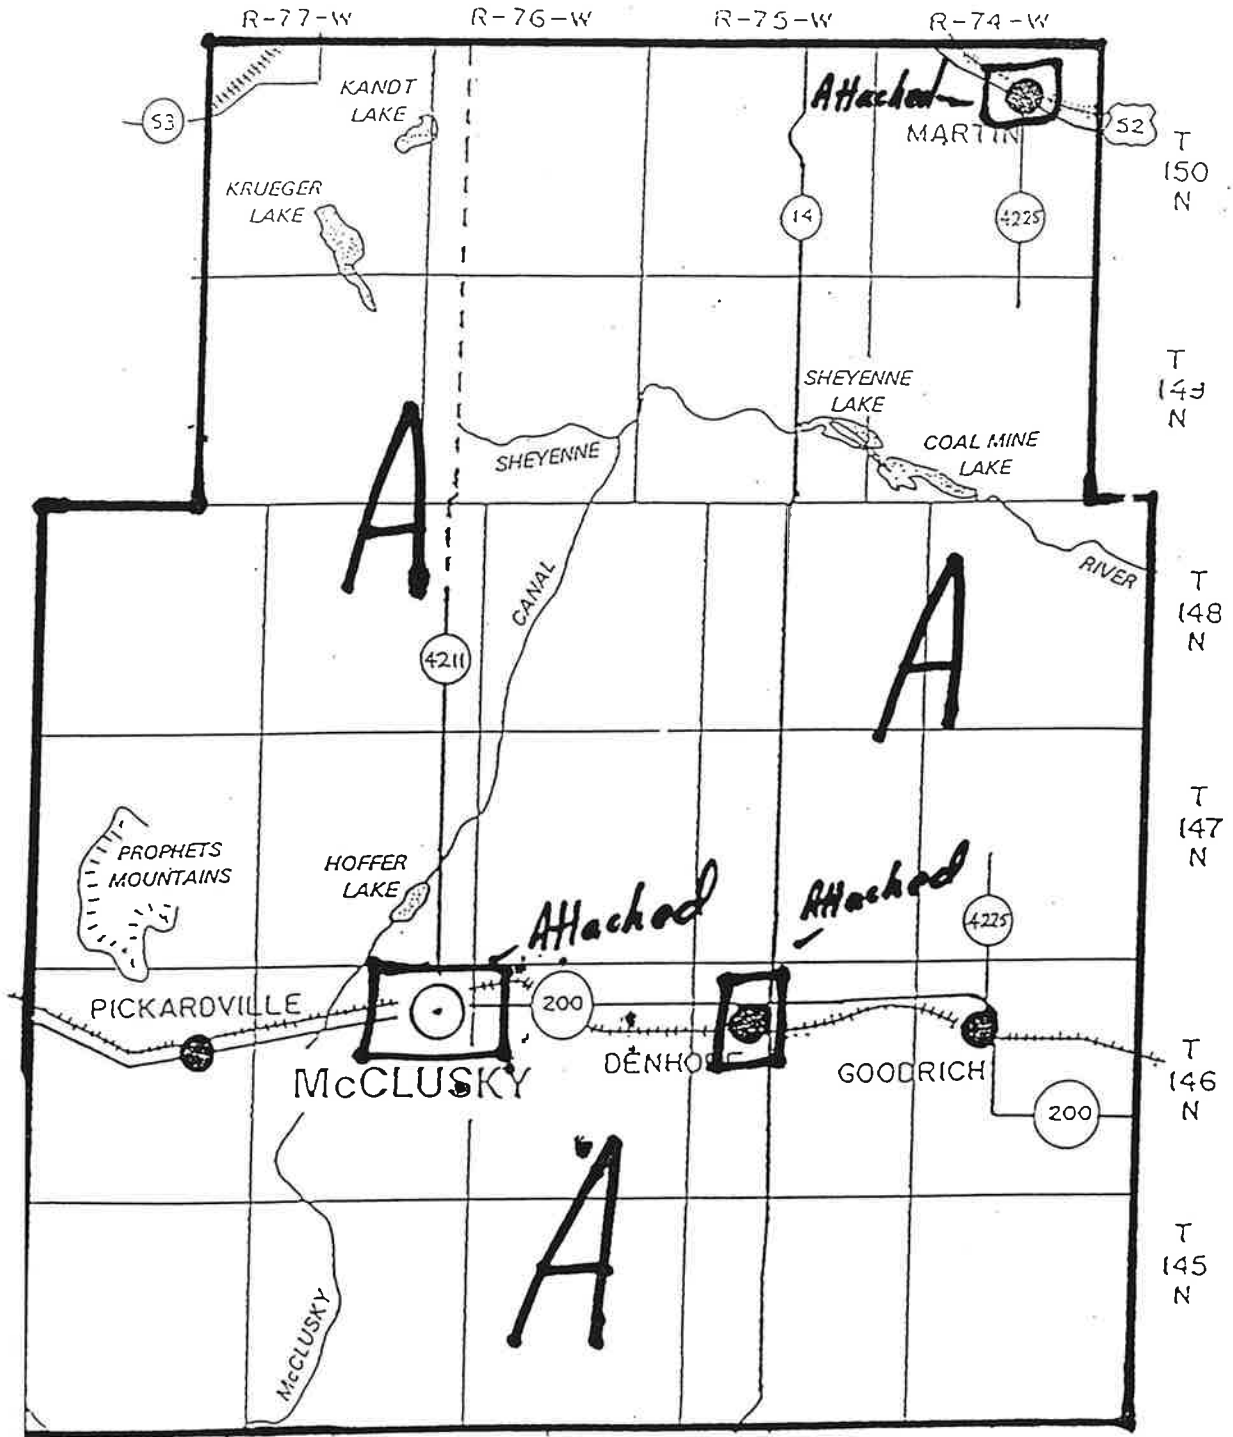 R-77-W R-76-W R-75-W R-74-W
KANDT
LAKE
Attached
53
MARTIN
52
T
150
N
KRUEGER
LAKE
14
4225
T
149
N
SHEYENNE
LAKE
COAL MINE
LAKE
SHEYENNE
A
A
RIVER
CANAL
T
148
N
4211
T
147
N
PROPHETS
MOUNTAINS
HOFFER
LAKE
Attached
Attached
4225
PICKARDVILLE
200
McCLUSKY
DENHOFF
GOODRICH
200
T
146
N
A
T
145
N
McCLUSKY